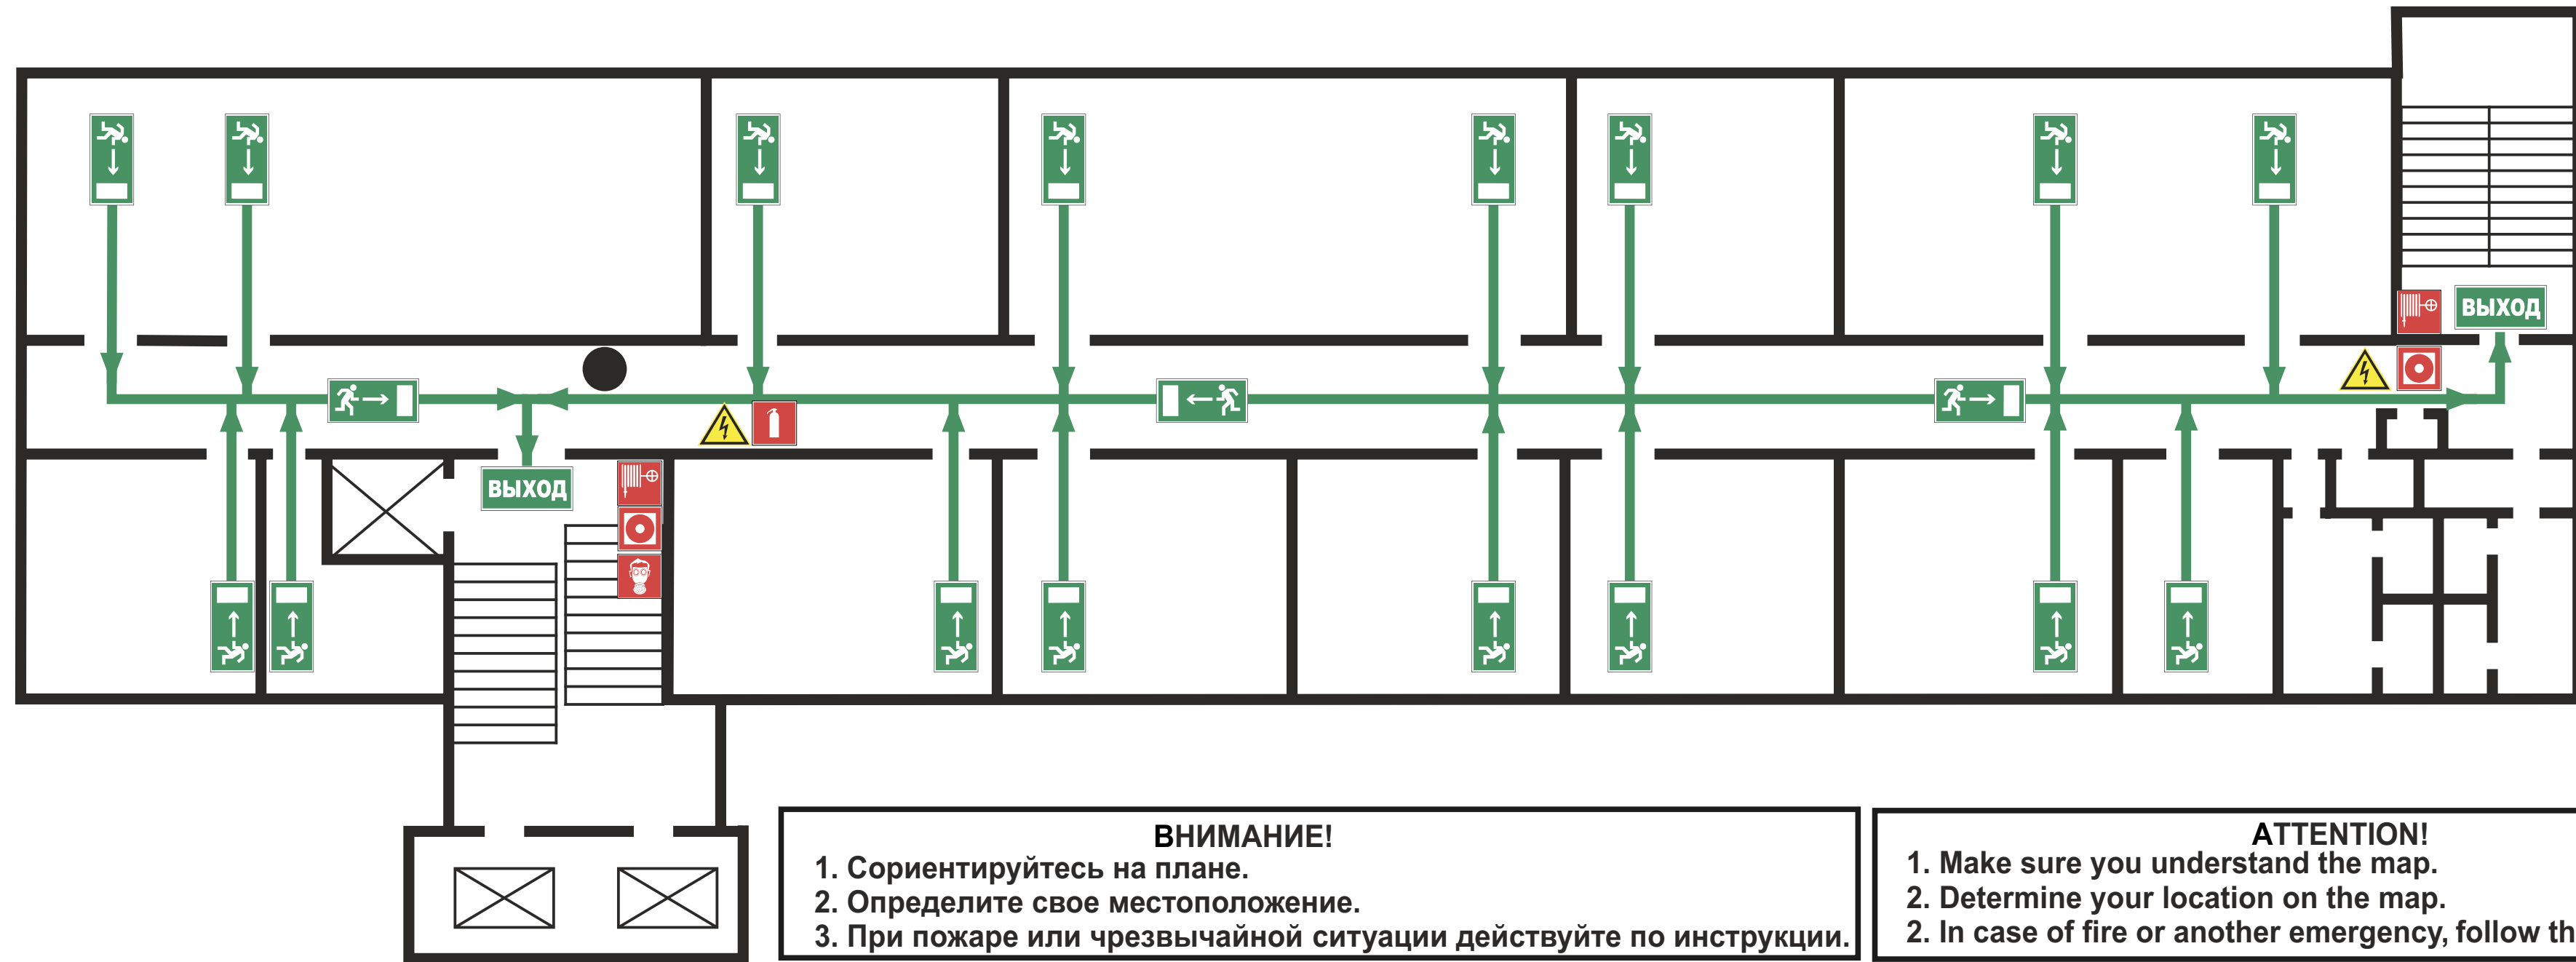 ВЫХОД
ВЫХОД
ВНИМАНИЕ!
1. Сориентируйтесь на плане.
2. Определите свое местоположение.
3. При пожаре или чрезвычайной ситуации действуйте по инструкции.
ATTENTION!
1. Make sure you understand the map.
2. Determine your location on the map.
2. In case of fire or another emergency, follow th